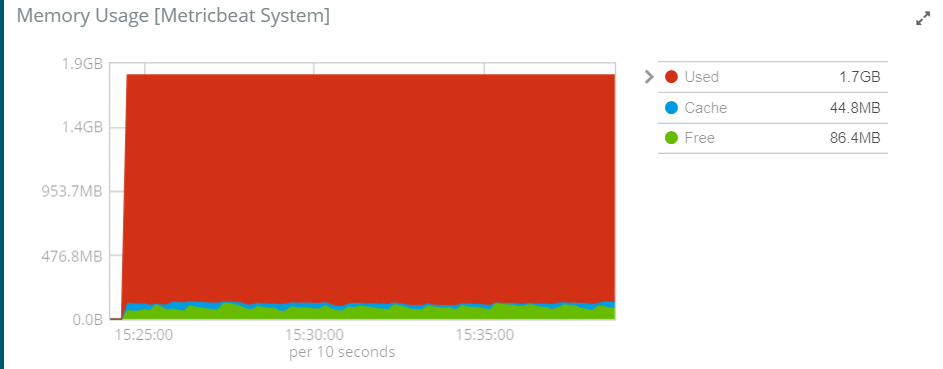 Memory Usage [Metricbeat System]
1.9GB
1.4GB
953.7MB
476.8MB
0.0B
15:25:00 15:30:00 15:35:00
per 10 seconds
Used 1.7GB
Cache 44.8MB
Free 86.4MB